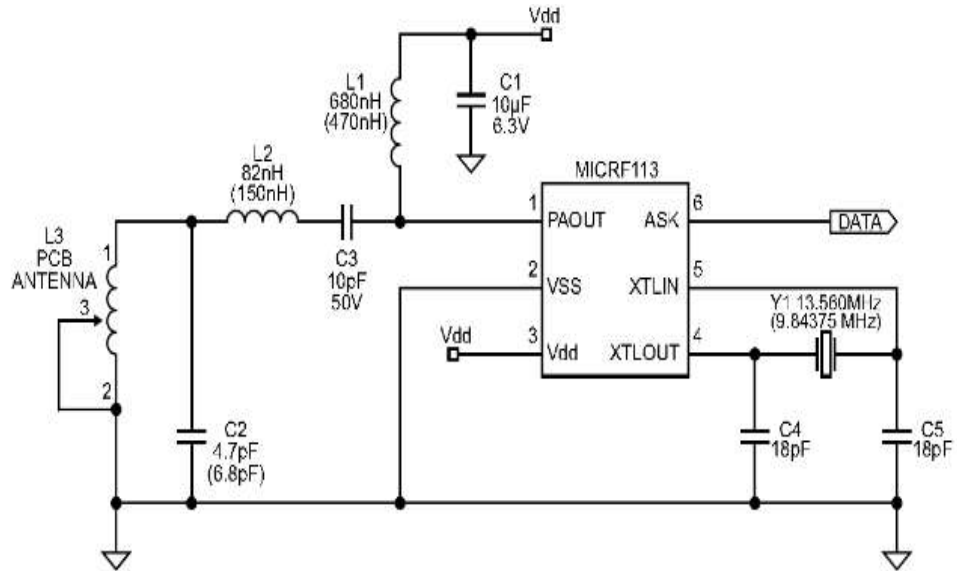 Vdd
L1
680nH
(470nH)
C1
10µF
6.3V
L2
82nH
(150nH)
MICRF113
1
PAOUT
ASK
6
DATA
L3
PCB
ANTENNA
1
3
2
C3
10pF
50V
2
VSS
XTLIN
5
Y1 13.560MHz
(9.84375 MHz)
Vdd
3
Vdd
XTLOUT
4
C2
4.7pF
(6.8pF)
C4
18pF
C5
18pF